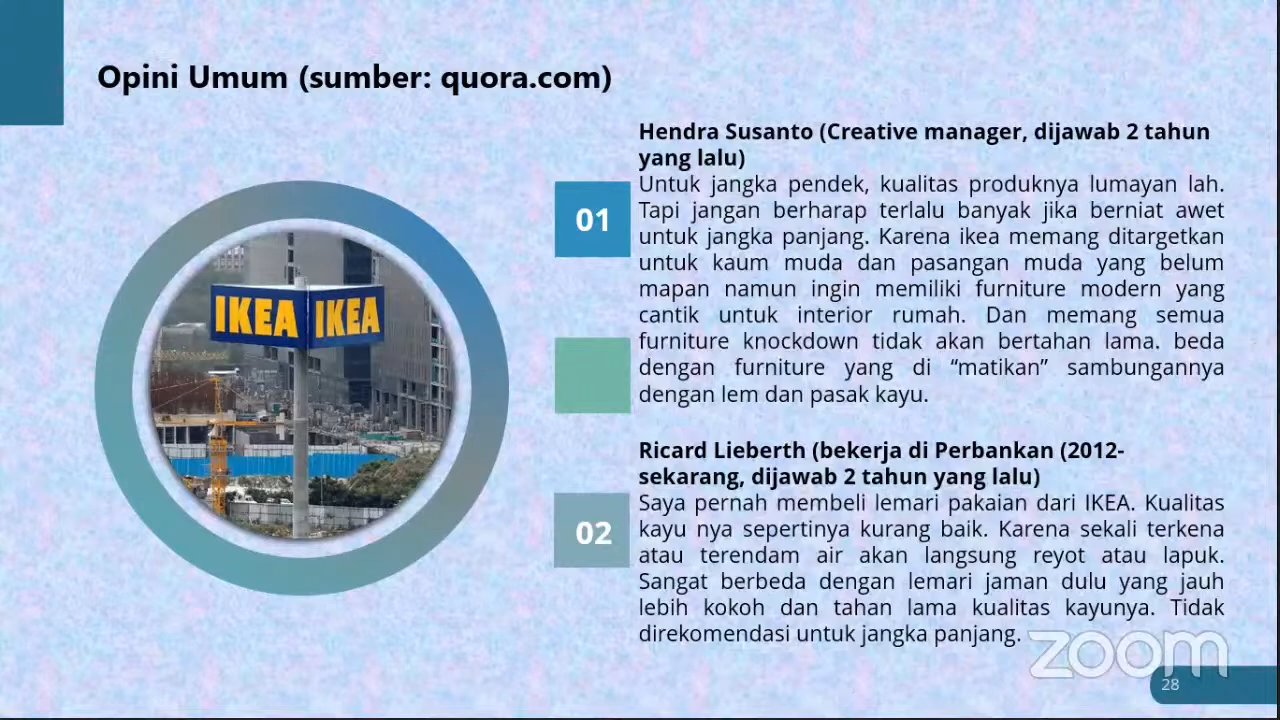 Opini Umum (sumber: quora.com)
IKEA IKEA
01
Hendra Susanto (Creative manager, dijawab 2 tahun
yang lalu)
Untuk jangka pendek, kualitas produknya lumayan lah.
Tapi jangan berharap terlalu banyak jika berniat awet
untuk jangka panjang. Karena ikea memang ditargetkan
untuk kaum muda dan pasangan muda yang belum
mapan namun ingin memiliki furniture modern yang
cantik untuk interior rumah. Dan memang semua
furniture knockdown tidak akan bertahan lama. beda
dengan furniture yang di “matikan” sambungannya
dengan lem dan pasak kayu.
02
Ricard Lieberth (bekerja di Perbankan (2012-
sekarang, dijawab 2 tahun yang lalu)
Saya pernah membeli lemari pakaian dari IKEA. Kualitas
kayu nya sepertinya kurang baik. Karena sekali terkena
atau terendam air akan langsung reyot atau lapuk.
Sangat berbeda dengan lemari jaman dulu yang jauh
lebih kokoh dan tahan lama kualitas kayunya. Tidak
direkomendasi untuk jangka panjang.
zoom
28